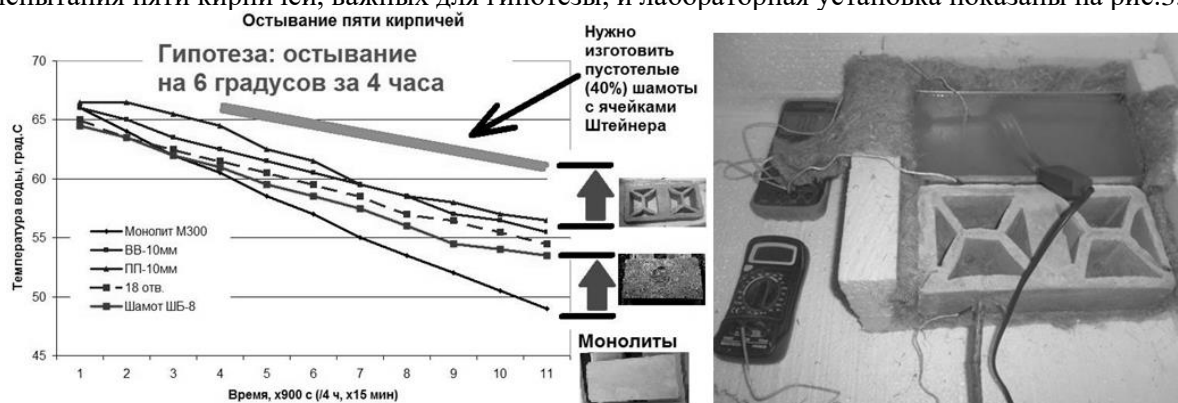 пяти кирпичей, важных для гипотезы, и лабораторная установка показаны на
Остывание пяти кирпичей
Гипотеза: остывание
на 6 градусов за 4 часа
Нужно
изготовить
пустотелые
(40%) шамоты
с ячейками
Штейнера
Температура воды, град.С
70
65
60
55
50
45
Монолит М300
ВВ-10мм
ПП-10мм
18 отв.
Шамот ШБ-8
1 2 3 4 5 6 7 8 9 10 11
Время, х900 с (/4 ч, х15 мин)
Монолиты